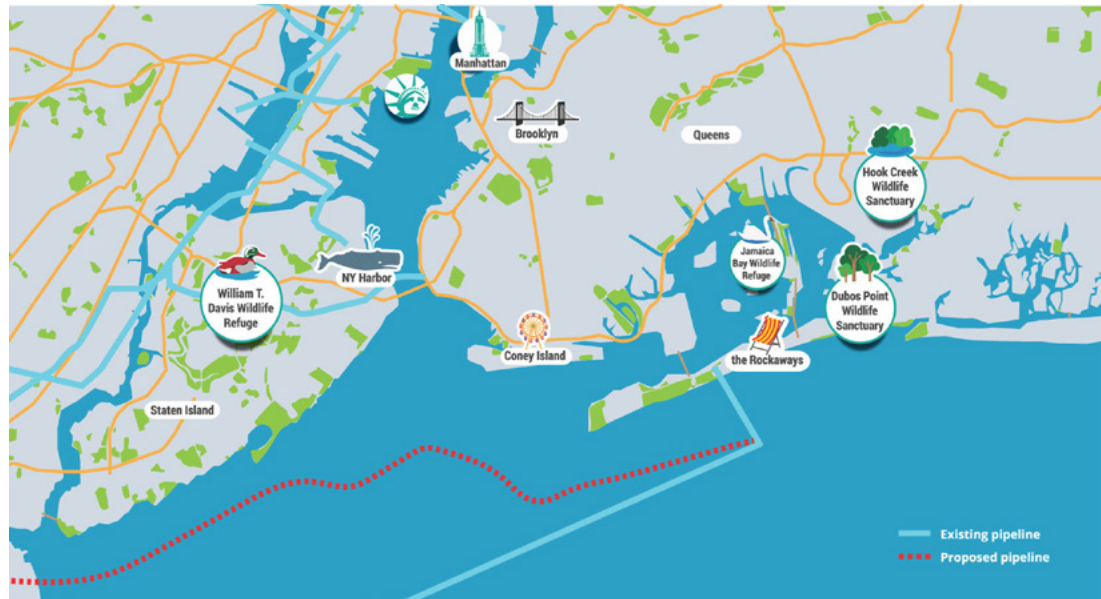 Manhattan
Brooklyn
Queens
Hook Creek
Wildlife
Sanctuary
Jamaica
Bay Wildlife
Refuge
NY Harbor
William T.
Davis Wildlife
Refuge
Dubos Point
Wildlife
Sanctuary
Coney Island
the Rockaways
Staten Island
Existing pipeline
Proposed pipeline